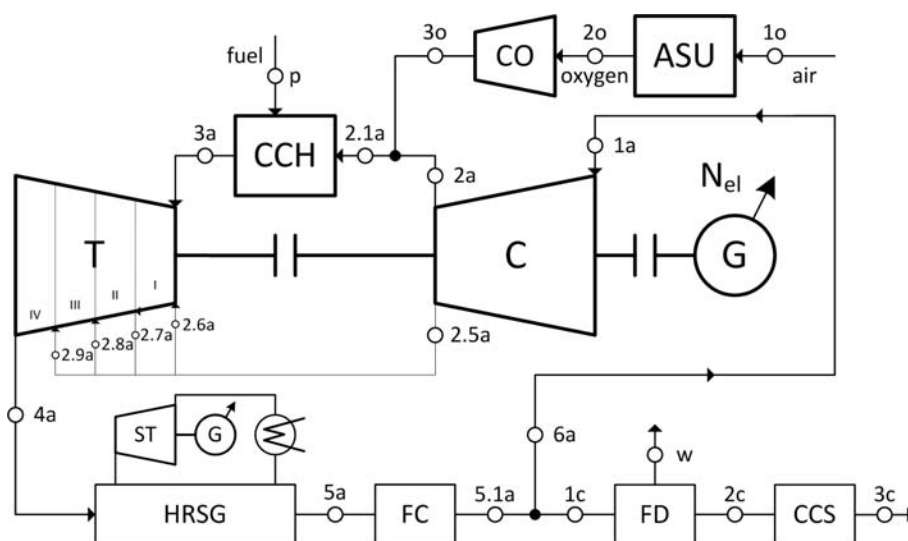 fuel
p
3o
CO
2o
oxygen
ASU
1o
air
3a
CCH
2.1a
2a
1a
N_el
T
C
G
IV
III
II
I
2.9a
2.8a
2.7a
2.6a
2.5a
4a
ST
G
6a
w
HRSG
5a
FC
5.1a
1c
FD
2c
CCS
3c